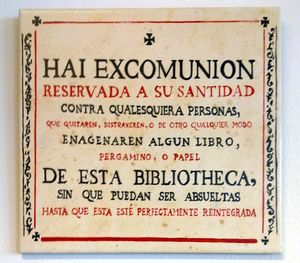 HAI EXCOMUNION
RESERVADA A SU SANTIDAD
CONTRA QUALESQUIERA PERSONAS,
QUE QUITAREN, DISTRAYEREN, O DE OTRO QUALQUIER MODO
ENAGENAREN ALGUN LIBRO,
PERGAMINO, O PAPEL
DE ESTA BIBLIOTHECA,
SIN QUE PUEDAN SER ABSUELTAS
HASTA QUE ESTA ESTÉ PERFECTAMENTE REINTEGRADA